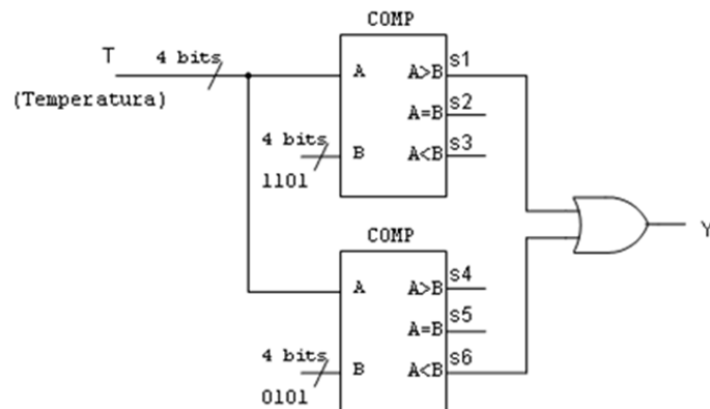 COMP
T 4 bits
(Temperatura)
A A>B s1
A=B s2
4 bits
B A<B s3
1101
Y
COMP
A A>B s4
A=B s5
4 bits
B A<B s6
0101